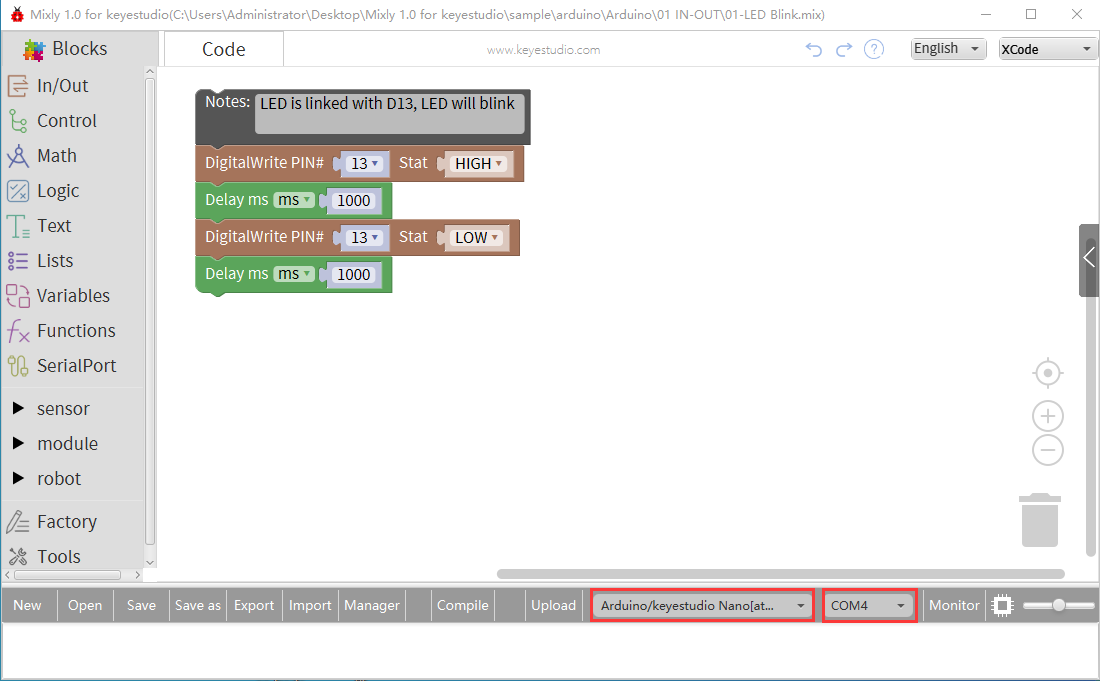 Mixly 1.0 for keyestudio(C:\Users\Administrator\Desktop\Mixly 1.0 for keyestudio\sample\arduino\Arduino\01 IN-OUT\01-LED Blink.mix)
Blocks
Code
www.keyestudio.com
?
English
XCode
In/Out
Control
Math
Logic
Text
Lists
Variables
Functions
SerialPort
sensor
module
robot
Factory
Tools
Notes: LED is linked with D13, LED will blink
DigitalWrite PIN# 13 Stat HIGH
Delay ms ms 1000
DigitalWrite PIN# 13 Stat LOW
Delay ms ms 1000
New Open Save Save as Export Import Manager Compile Upload Arduino/keyestudio Nano[at... COM4 Monitor